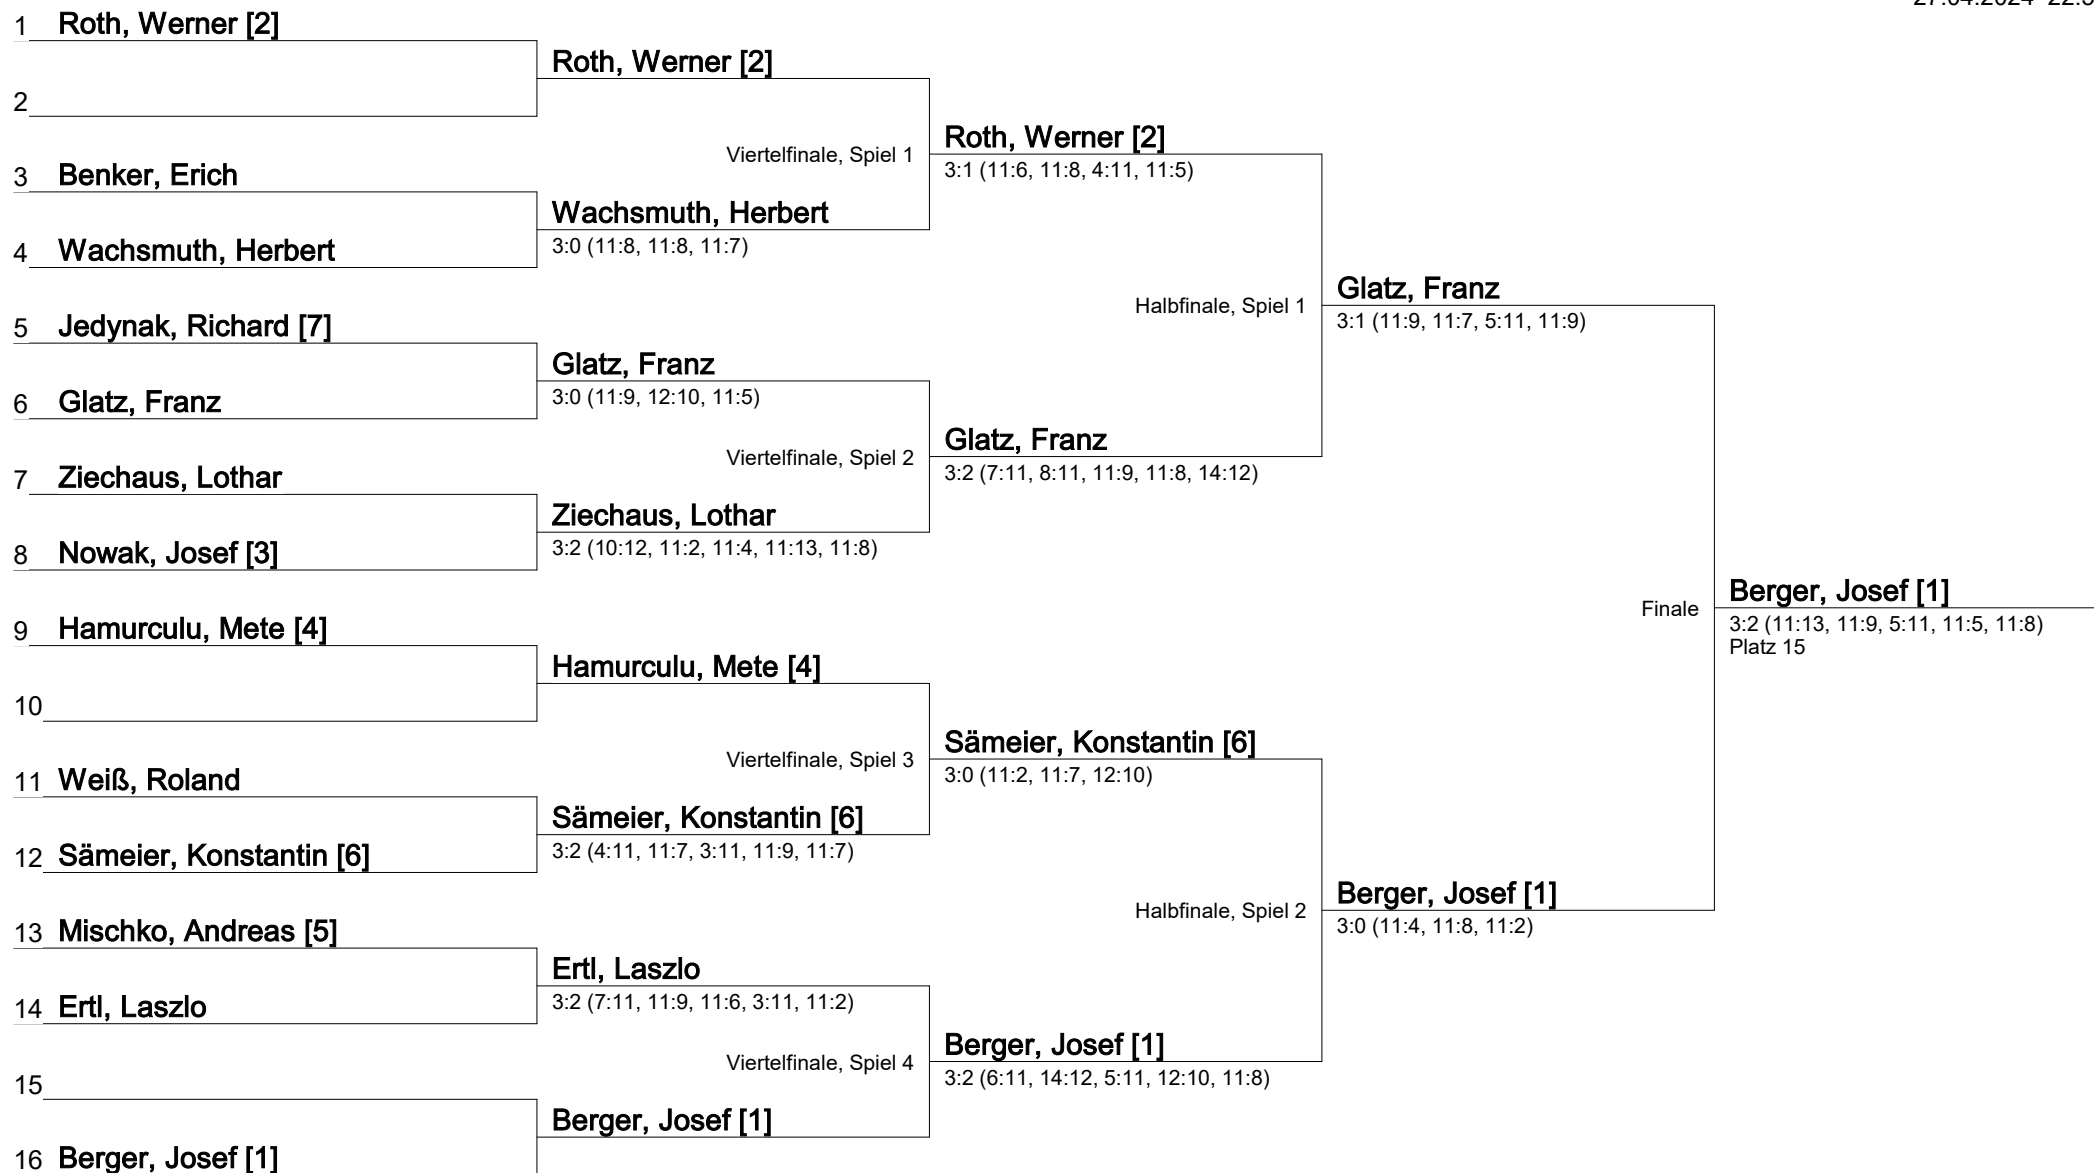 1 Roth, Werner [2]
2
3 Benker, Erich
4 Wachsmuth, Herbert
5 Jedynak, Richard [7]
6 Glatz, Franz
7 Ziechaus, Lothar
8 Nowak, Josef [3]
9 Hamurculu, Mete [4]
10
11 Weiß, Roland
12 Sämeier, Konstantin [6]
13 Mischko, Andreas [5]
14 Ertl, Laszlo
15
16 Berger, Josef [1]
Roth, Werner [2]
Viertelfinale, Spiel 1
Wachsmuth, Herbert
3:0 (11:8, 11:8, 11:7)
Glatz, Franz
3:0 (11:9, 12:10, 11:5)
Viertelfinale, Spiel 2
Ziechaus, Lothar
3:2 (10:12, 11:2, 11:4, 11:13, 11:8)
Hamurculu, Mete [4]
Viertelfinale, Spiel 3
Sämeier, Konstantin [6]
3:2 (4:11, 11:7, 3:11, 11:9, 11:7)
Ertl, Laszlo
3:2 (7:11, 11:9, 11:6, 3:11, 11:2)
Viertelfinale, Spiel 4
Berger, Josef [1]
Roth, Werner [2]
3:1 (11:6, 11:8, 4:11, 11:5)
Halbfinale, Spiel 1
Glatz, Franz
3:2 (7:11, 8:11, 11:9, 11:8, 14:12)
Sämeier, Konstantin [6]
3:0 (11:2, 11:7, 12:10)
Halbfinale, Spiel 2
Berger, Josef [1]
3:2 (6:11, 14:12, 5:11, 12:10, 11:8)
Glatz, Franz
3:1 (11:9, 11:7, 5:11, 11:9)
Finale
Berger, Josef [1]
3:0 (11:4, 11:8, 11:2)
Berger, Josef [1]
3:2 (11:13, 11:9, 5:11, 11:5, 11:8)
Platz 15